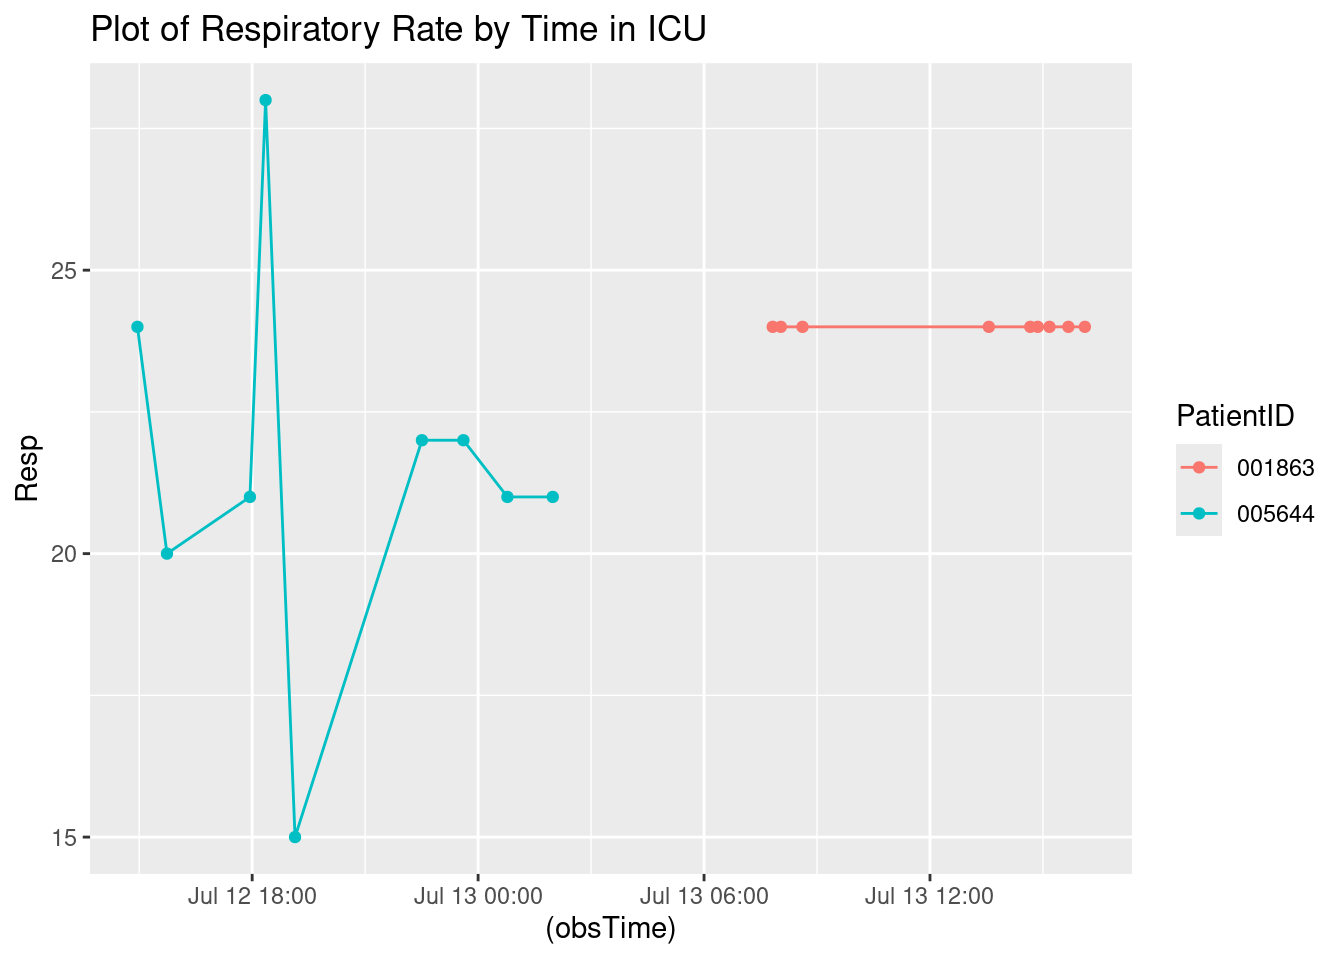 Plot of Respiratory Rate by Time in ICU
Resp
25
20
15
Jul 12 18:00
Jul 13 00:00
Jul 13 06:00
Jul 13 12:00
(obsTime)
PatientID
001863
005644